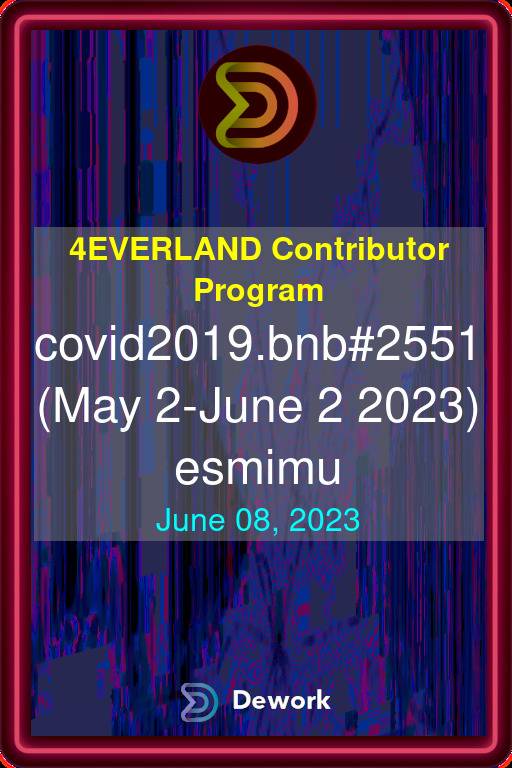 4EVERLAND Contributor
Program
covid2019.bnb#2551
(May 2-June 2 2023)
esmimu
June 08, 2023
Dework